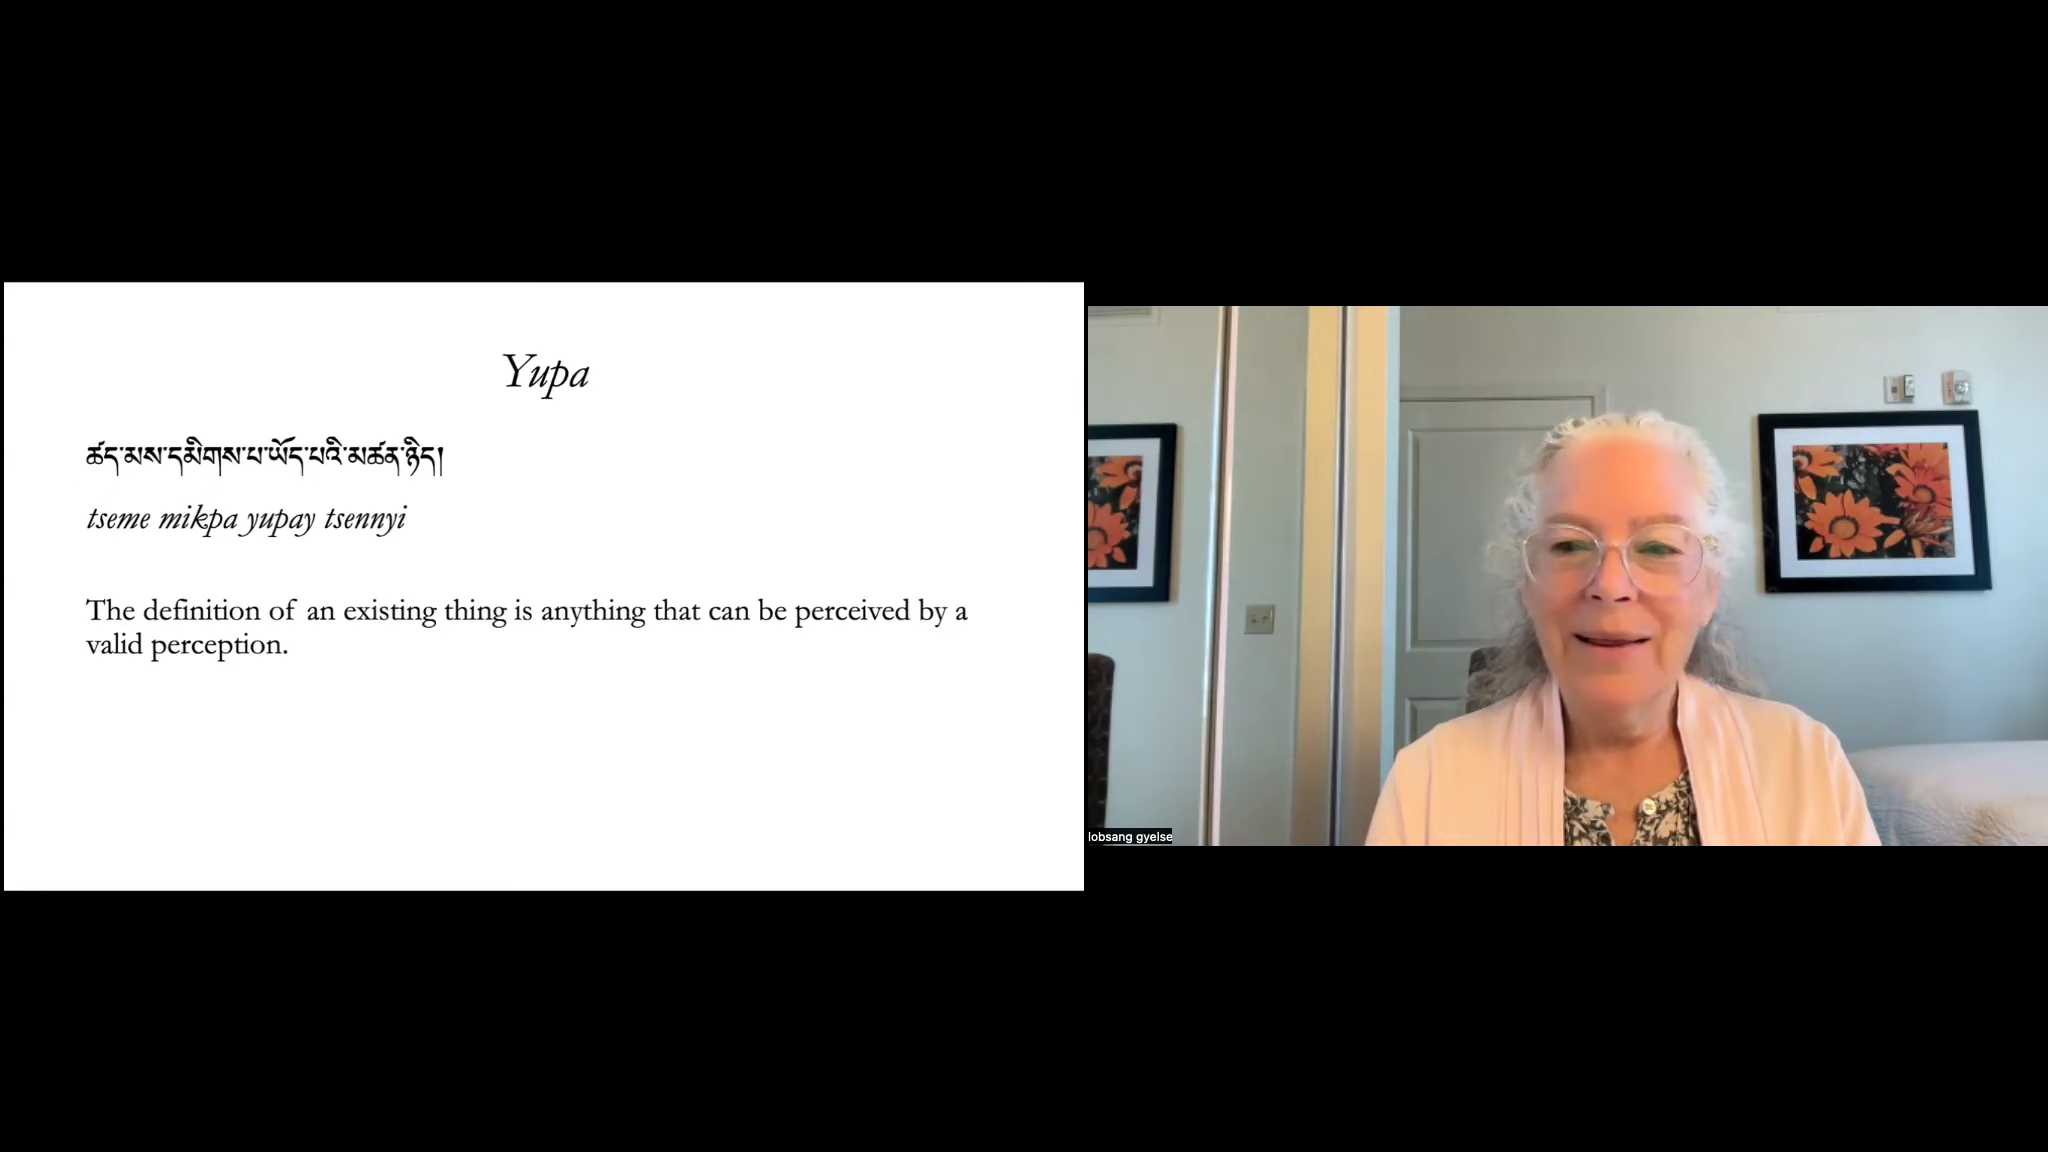 Yupa
ཚད་མས་དམིགས་པ་ཡོད་པའི་མཚན་ཉིད།
tseme mikpa yupay tsennyi
The definition of an existing thing is anything that can be perceived by a
valid perception.
lobsang gyelse